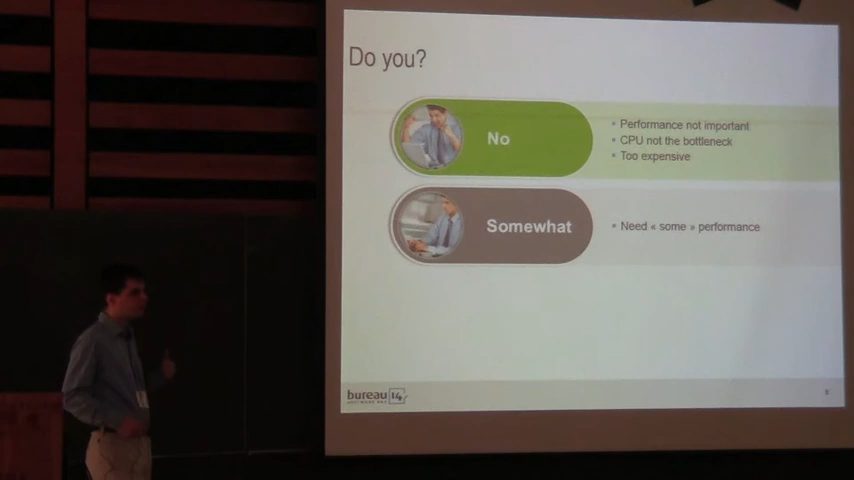 Do you?
No
Performance not important
CPU not the bottleneck
Too expensive
Somewhat
Need « some » performance
bureau 14